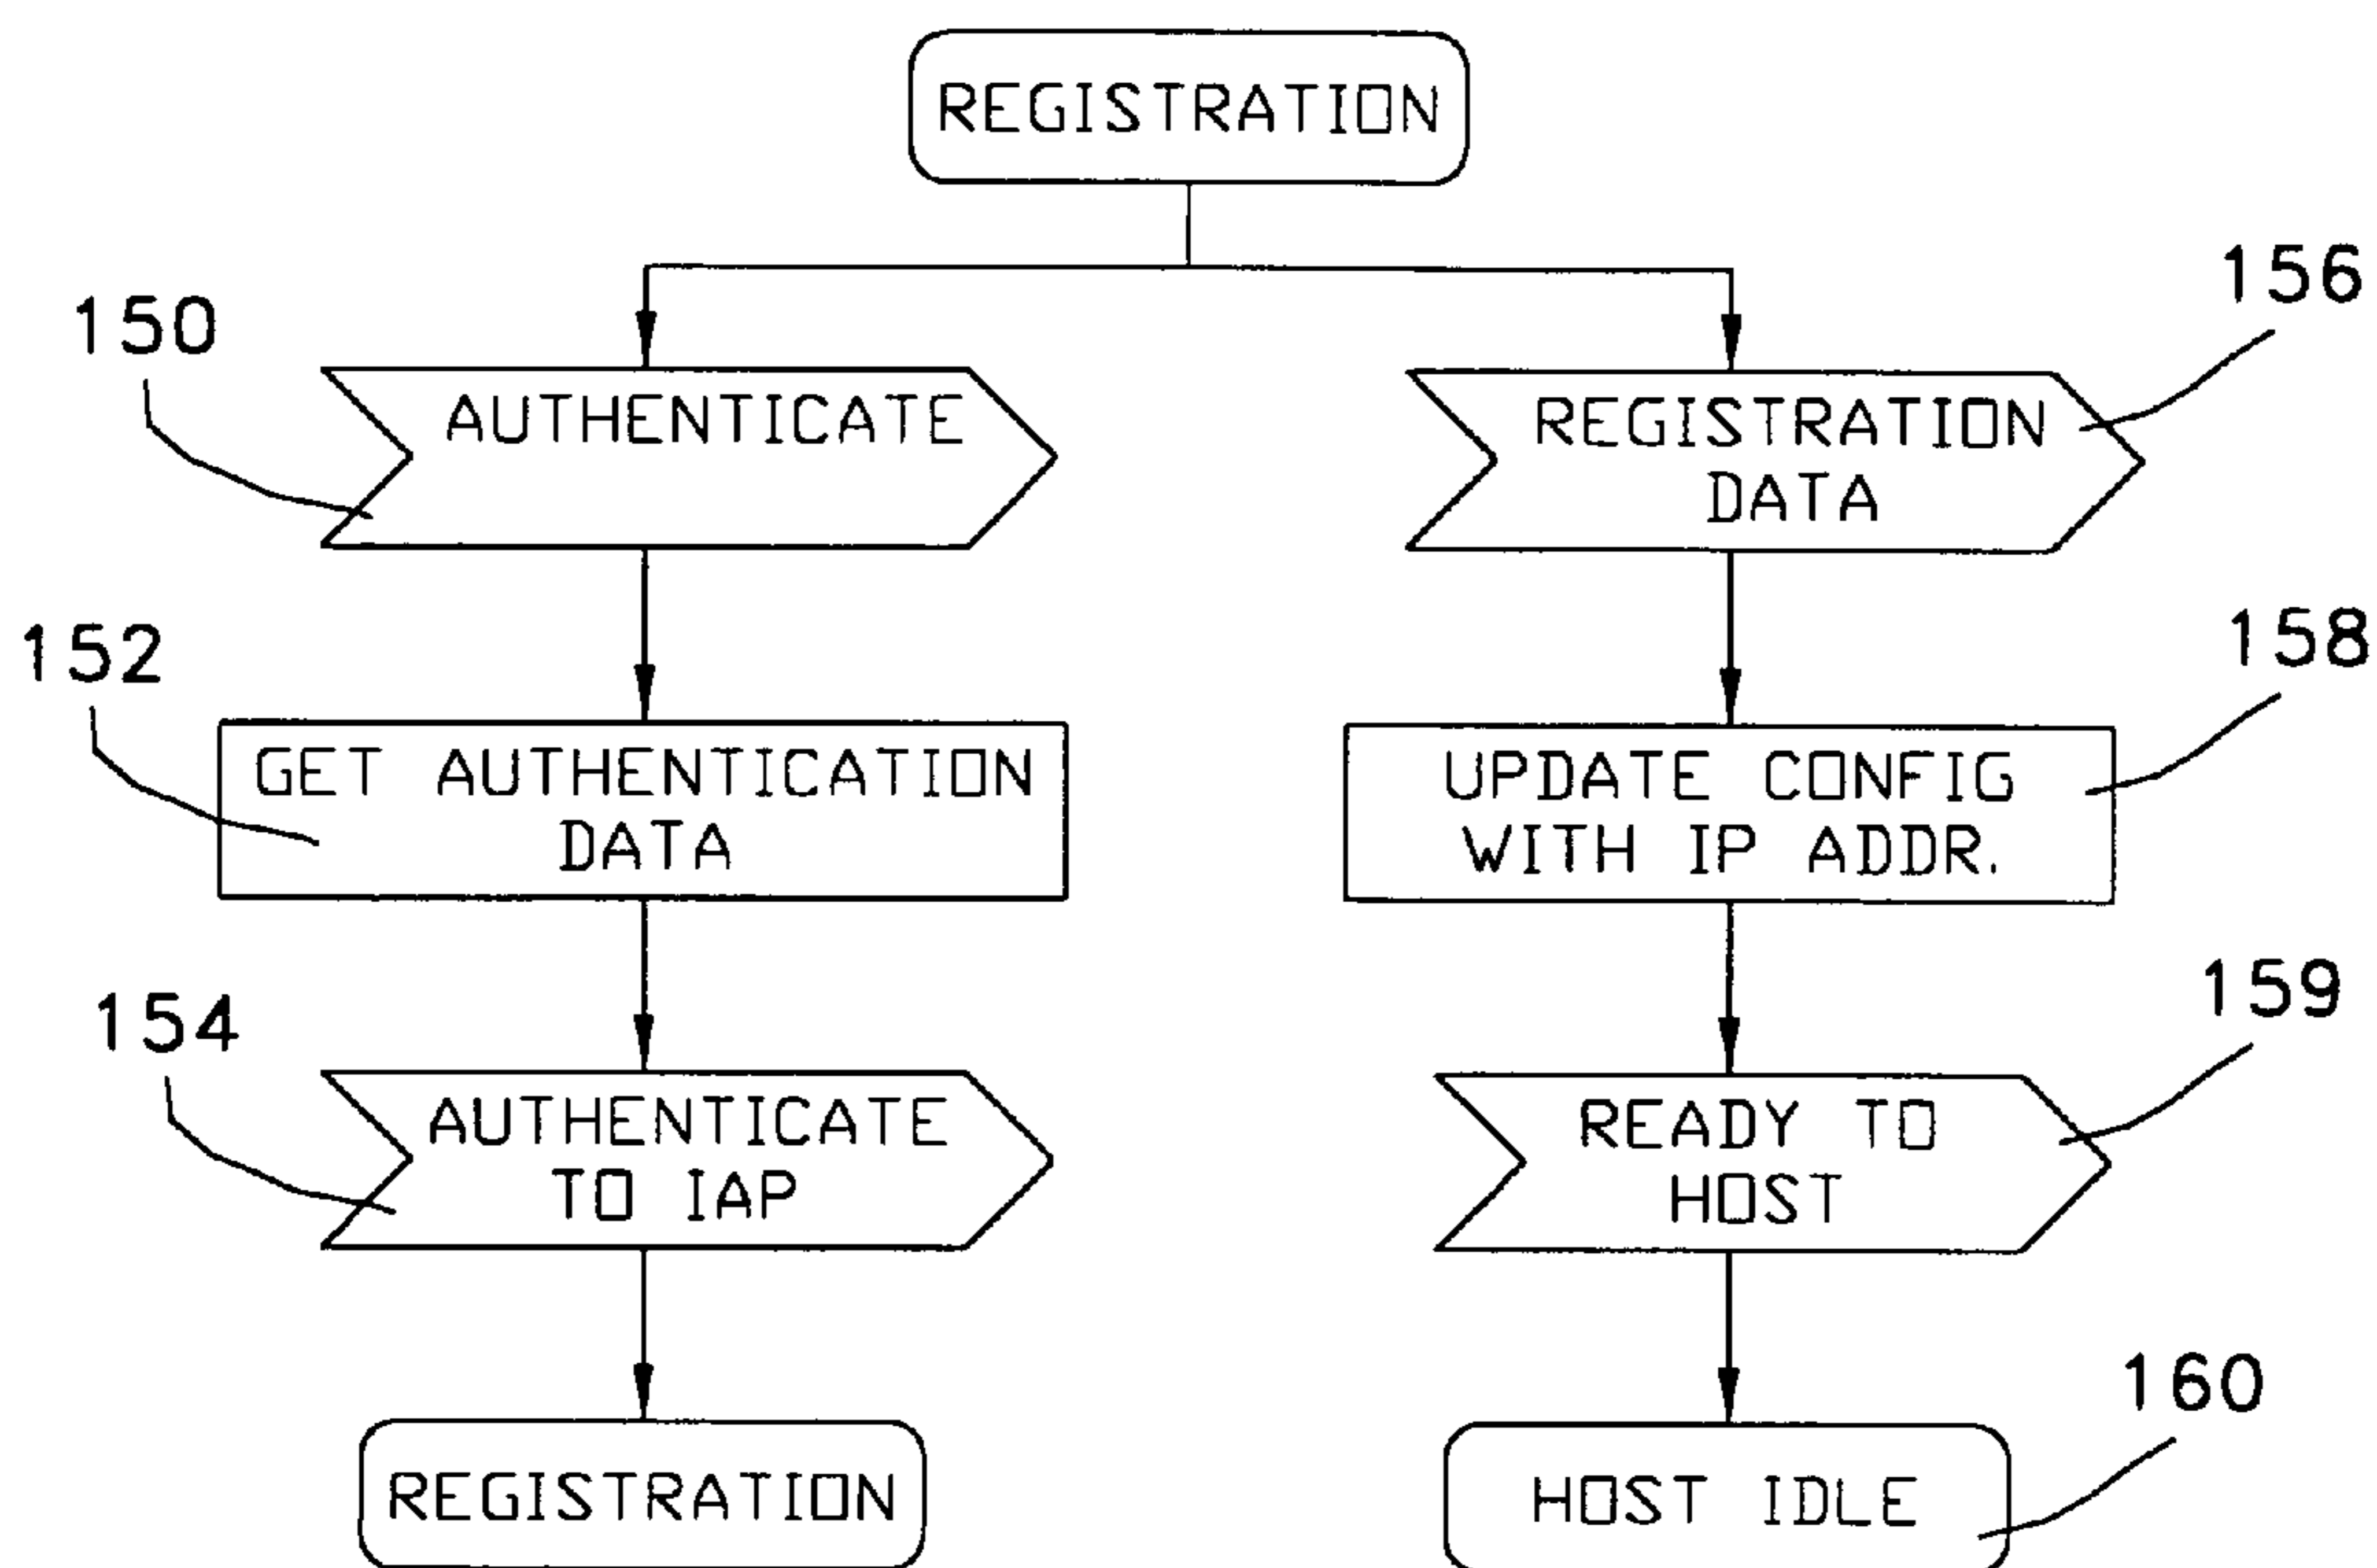 REGISTRATION
156
150
AUTHENTICATE
REGISTRATION
DATA
158
152
GET AUTHENTICATION
DATA
UPDATE CONFIG
WITH IP ADDR.
159
154
AUTHENTICATE
TO IAP
READY TO
HOST
160
REGISTRATION
HOST IDLE